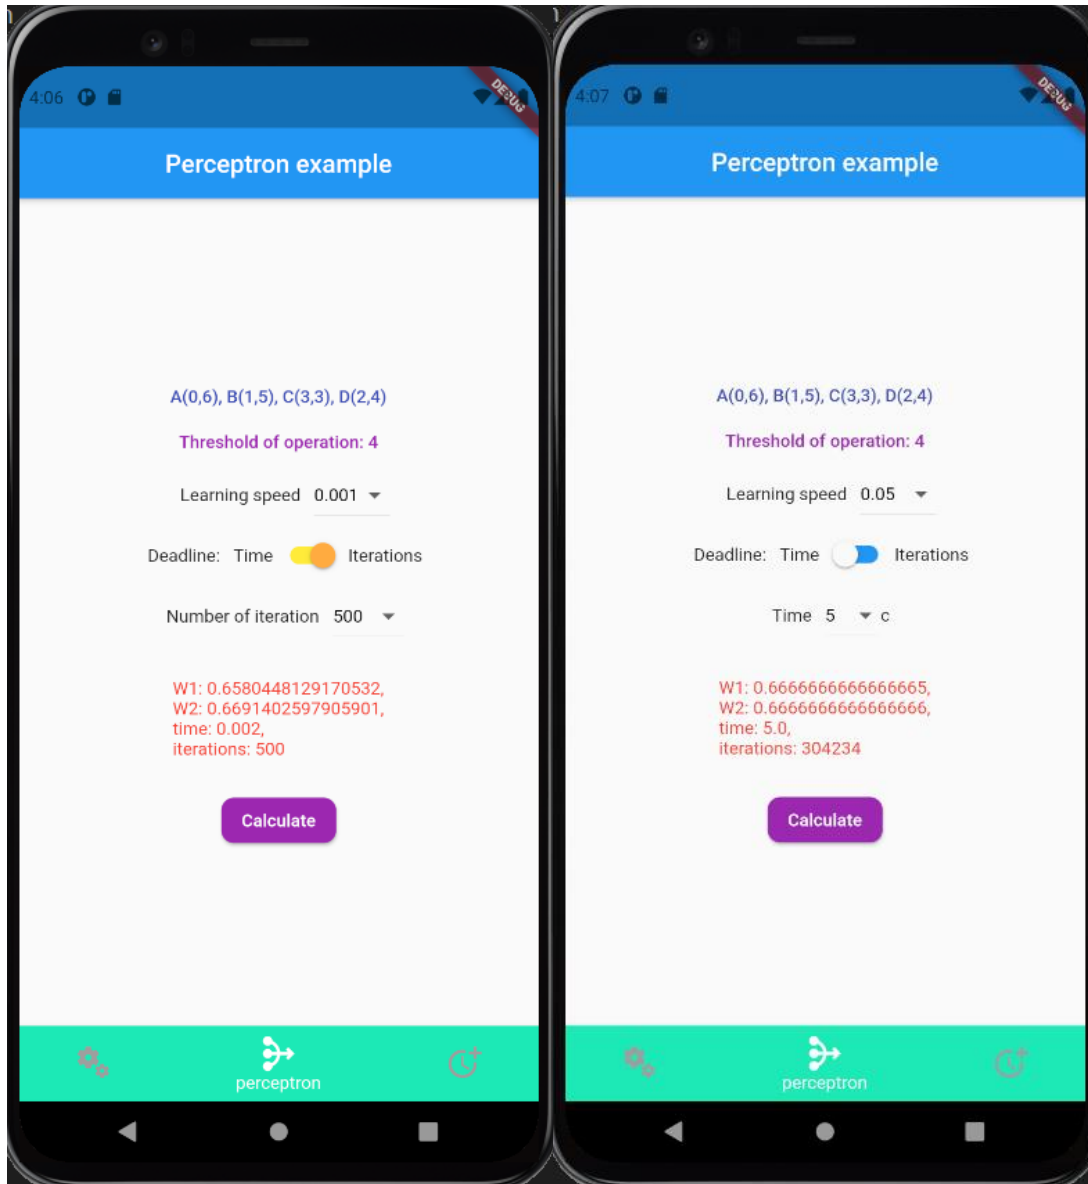 4:06
DEBUG
Perceptron example
A(0,6), B(1,5), C(3,3), D(2,4)
Threshold of operation: 4
Learning speed 0.001
Deadline: Time Iterations
Number of iteration 500
W1: 0.6580448129170532,
W2: 0.6691402597905901,
time: 0.002,
iterations: 500
Calculate
perceptron
4:07
DEBUG
Perceptron example
A(0,6), B(1,5), C(3,3), D(2,4)
Threshold of operation: 4
Learning speed 0.05
Deadline: Time Iterations
Time 5 c
W1: 0.6666666666666665,
W2: 0.6666666666666666,
time: 5.0,
iterations: 304234
Calculate
perceptron